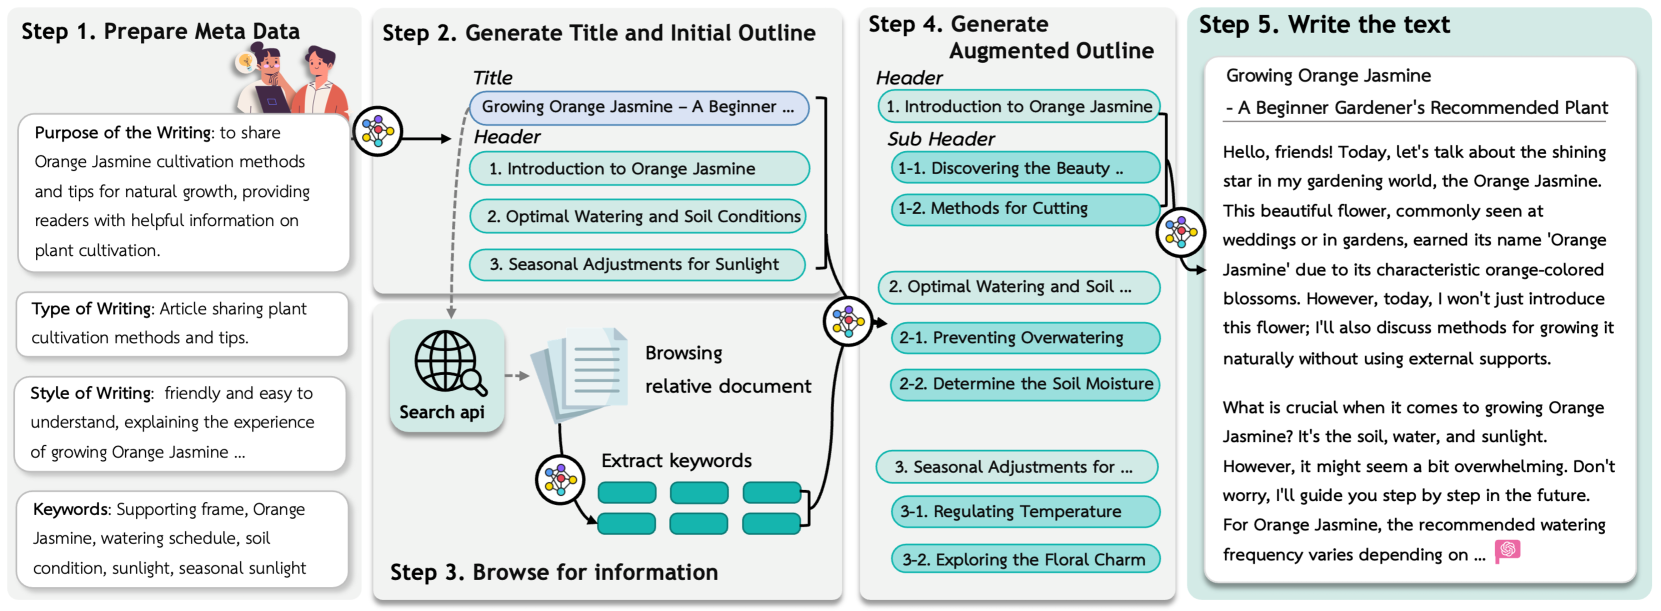 Step 1. Prepare Meta Data
Purpose of the Writing: to share
Orange Jasmine cultivation methods
and tips for natural growth, providing
readers with helpful information on
plant cultivation.
Type of Writing: Article sharing plant
cultivation methods and tips.
Style of Writing: friendly and easy to
understand, explaining the experience
of growing Orange Jasmine ...
Keywords: Supporting frame, Orange
Jasmine, watering schedule, soil
condition, sunlight, seasonal sunlight
Step 2. Generate Title and Initial Outline
Title
Growing Orange Jasmine – A Beginner ...
Header
1. Introduction to Orange Jasmine
2. Optimal Watering and Soil Conditions
3. Seasonal Adjustments for Sunlight
Search api
Browsing
relative document
Extract keywords
Step 3. Browse for information
Step 4. Generate
Augmented Outline
Header
1. Introduction to Orange Jasmine
Sub Header
1-1. Discovering the Beauty ..
1-2. Methods for Cutting
2. Optimal Watering and Soil ...
2-1. Preventing Overwatering
2-2. Determine the Soil Moisture
3. Seasonal Adjustments for ...
3-1. Regulating Temperature
3-2. Exploring the Floral Charm
Step 5. Write the text
Growing Orange Jasmine
- A Beginner Gardener's Recommended Plant
Hello, friends! Today, let's talk about the shining
star in my gardening world, the Orange Jasmine.
This beautiful flower, commonly seen at
weddings or in gardens, earned its name 'Orange
Jasmine' due to its characteristic orange-colored
blossoms. However, today, I won't just introduce
this flower; I'll also discuss methods for growing it
naturally without using external supports.
What is crucial when it comes to growing Orange
Jasmine? It's the soil, water, and sunlight.
However, it might seem a bit overwhelming. Don't
worry, I'll guide you step by step in the future.
For Orange Jasmine, the recommended watering
frequency varies depending on ...